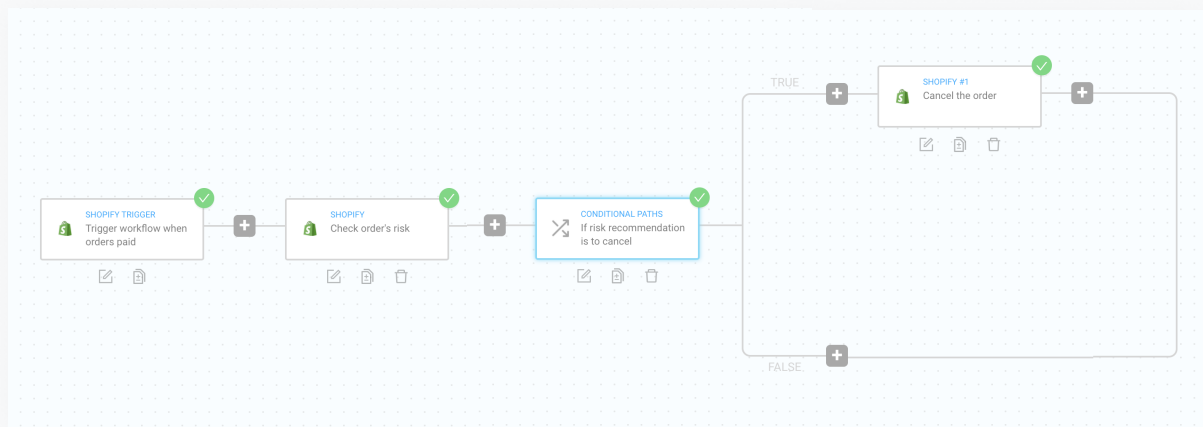 SHOPIFY TRIGGER
Trigger workflow when
orders paid
SHOPIFY
Check order's risk
CONDITIONAL PATHS
If risk recommendation
is to cancel
TRUE
SHOPIFY #1
Cancel the order
FALSE